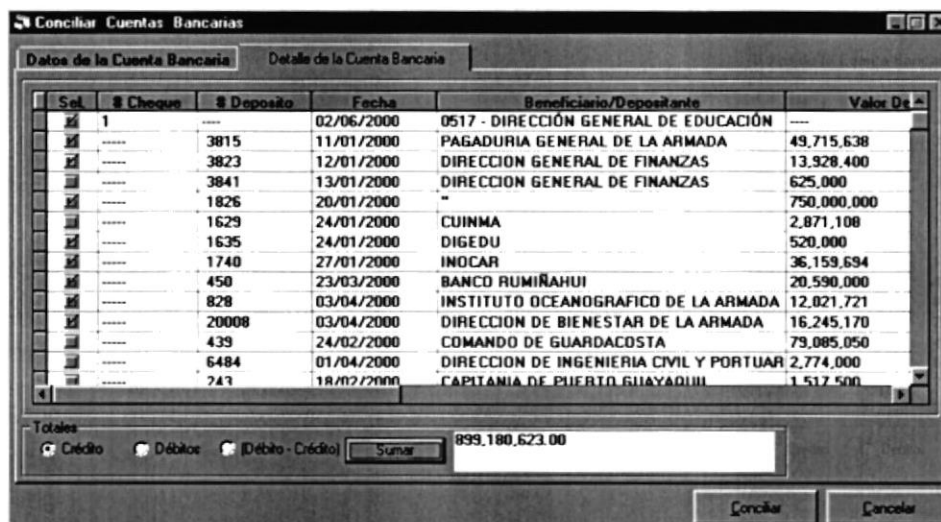 Conciliar Cuentas Bancarias
Datos de la Cuenta Bancaria Detalle de la Cuenta Bancaria
Sel. # Cheque # Deposito Fecha Beneficiario/Depositante Valor De
1 ---- 02/06/2000 0517 - DIRECCIÓN GENERAL DE EDUCACIÓN ----
----- 3815 11/01/2000 PAGADURIA GENERAL DE LA ARMADA 49,715,638
----- 3823 12/01/2000 DIRECCION GENERAL DE FINANZAS 13,928,400
----- 3841 13/01/2000 DIRECCION GENERAL DE FINANZAS 625,000
----- 1826 20/01/2000 " 750,000,000
----- 1629 24/01/2000 CUINMA 2,871,108
----- 1635 24/01/2000 DIGEDU 520,000
----- 1740 27/01/2000 INOCAR 36,159,694
----- 450 23/03/2000 BANCO RUMIÑAHUI 20,590,000
----- 828 03/04/2000 INSTITUTO OCEANOGRAFICO DE LA ARMADA 12,021,721
----- 20008 03/04/2000 DIRECCION DE BIENESTAR DE LA ARMADA 16,245,170
----- 439 24/02/2000 COMANDO DE GUARDACOSTA 79,085,050
----- 6484 01/04/2000 DIRECCION DE INGENIERIA CIVIL Y PORTUAR 2,774,000
----- 243 18/02/2000 CAPITANIA DE PUERTO GUAYAQUIL 1,517,500
Totales
Crédito Débitos (Débito - Crédito) Sumar 899,180,623.00
Conciliar Cancelar